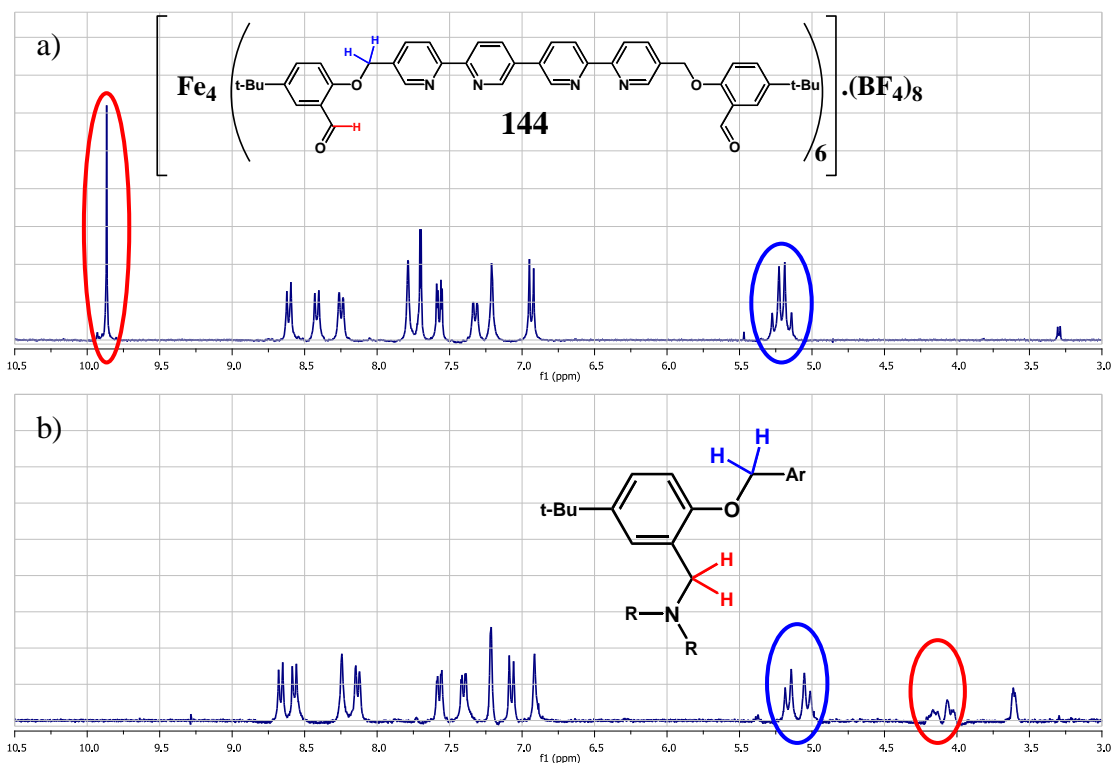 a)
H H
t-Bu O N N N N O t-Bu
Fe4 .(BF4)8
O H 144 O
6
10.5 10.0 9.5 9.0 8.5 8.0 7.5 7.0 6.5 6.0 5.5 5.0 4.5 4.0 3.5 3.0
f1 (ppm)
b)
H H
Ar
t-Bu O
H
H
R N
R
10.5 10.0 9.5 9.0 8.5 8.0 7.5 7.0 6.5 6.0 5.5 5.0 4.5 4.0 3.5 3.0
f1 (ppm)